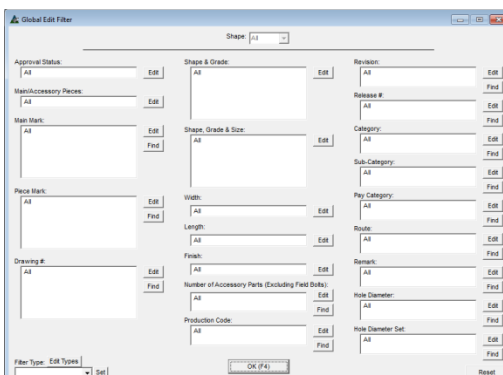 Global Edit Filter
Shape: All
Approval Status:
All
Edit
Main/Accessory Pieces:
All
Edit
Main Mark:
All
Edit
Find
Piece Mark:
All
Edit
Find
Drawing #:
All
Edit
Find
Filter Type: Edit Types
Set
Shape & Grade:
All
Edit
Shape, Grade & Size:
All
Edit
Width:
All
Edit
Length:
All
Edit
Finish:
All
Edit
Number of Accessory Parts (Excluding Field Bolts):
All
Edit
Find
Production Code:
All
Edit
Find
OK (F4)
Revision:
All
Edit
Find
Release #:
All
Edit
Find
Category:
All
Edit
Find
Sub-Category:
All
Edit
Find
Pay Category:
All
Edit
Find
Route:
All
Edit
Find
Remark:
All
Edit
Find
Hole Diameter:
All
Edit
Find
Hole Diameter Set:
All
Edit
Find
Reset